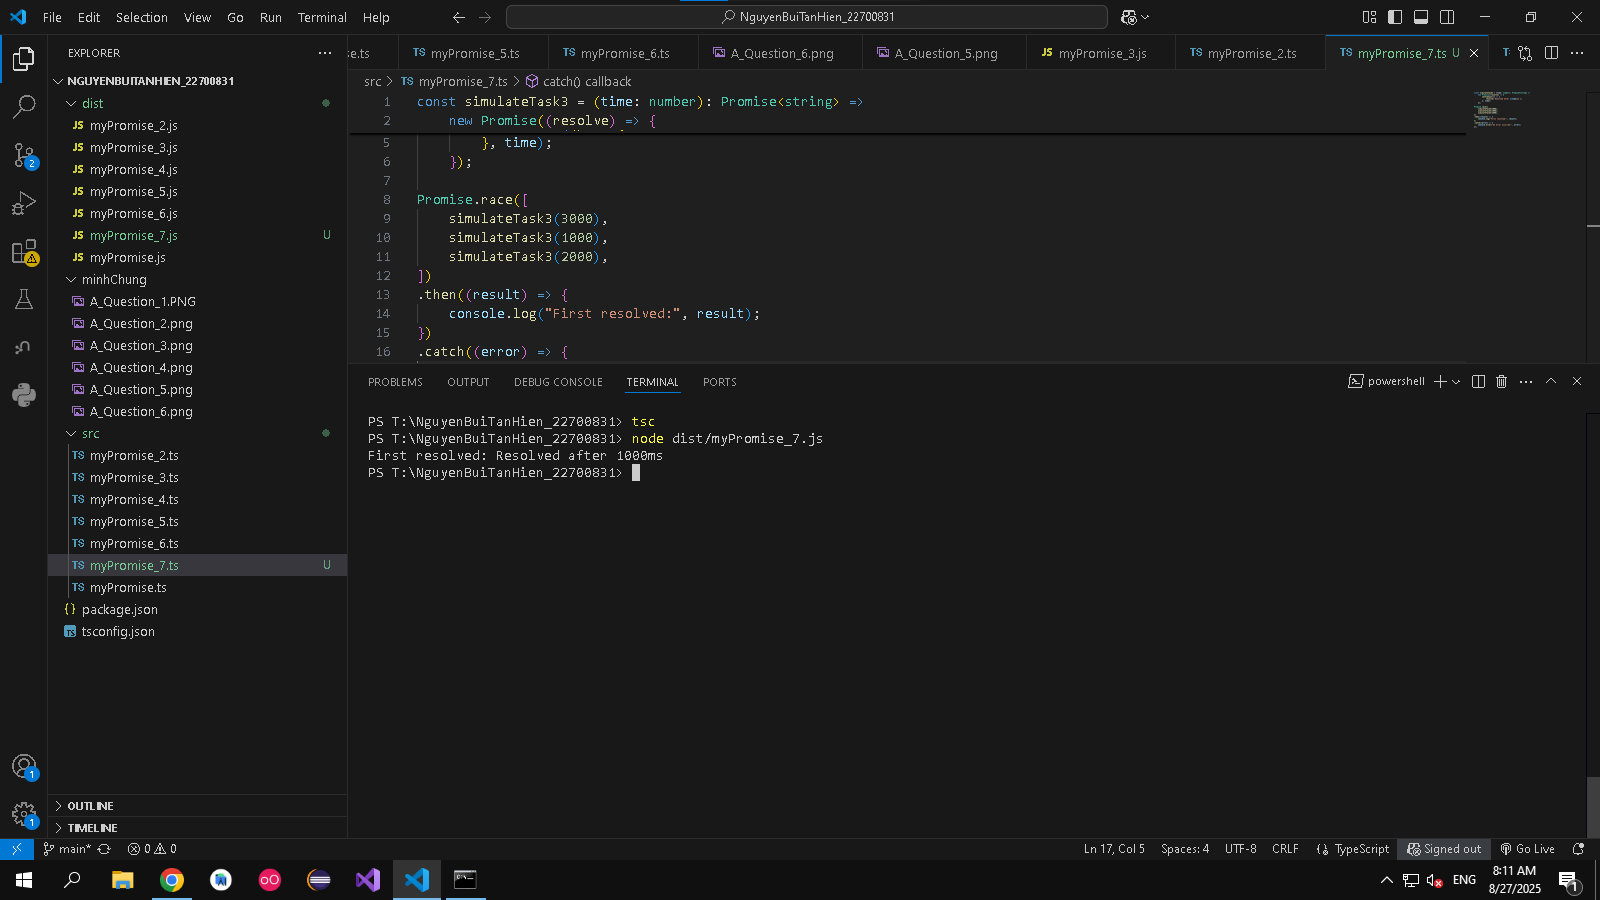 File Edit Selection View Go Run Terminal Help
NguyenBuiTanHien_22700831
EXPLORER
NGUYENBUITANHIEN_22700831
dist
JS myPromise_2.js
JS myPromise_3.js
JS myPromise_4.js
JS myPromise_5.js
JS myPromise_6.js
JS myPromise_7.js U
JS myPromise.js
minhChung
A_Question_1.PNG
A_Question_2.png
A_Question_3.png
A_Question_4.png
A_Question_5.png
A_Question_6.png
src
TS myPromise_2.ts
TS myPromise_3.ts
TS myPromise_4.ts
TS myPromise_5.ts
TS myPromise_6.ts
TS myPromise_7.ts U
TS myPromise.ts
{} package.json
TS tsconfig.json
OUTLINE
TIMELINE
2
1
1
se.ts TS myPromise_5.ts TS myPromise_6.ts A_Question_6.png A_Question_5.png JS myPromise_3.js TS myPromise_2.ts TS myPromise_7.ts U
src > TS myPromise_7.ts > catch() callback
1 const simulateTask3 = (time: number): Promise<string> =>
2 new Promise((resolve) => {
5 }, time);
6 });
7
8 Promise.race([
9 simulateTask3(3000),
10 simulateTask3(1000),
11 simulateTask3(2000),
12 ])
13 .then((result) => {
14 console.log("First resolved:", result);
15 })
16 .catch((error) => {
PROBLEMS OUTPUT DEBUG CONSOLE TERMINAL PORTS
powershell
PS T:\NguyenBuiTanHien_22700831> tsc
PS T:\NguyenBuiTanHien_22700831> node dist/myPromise_7.js
First resolved: Resolved after 1000ms
PS T:\NguyenBuiTanHien_22700831>
main* 0 0
Ln 17, Col 5 Spaces: 4 UTF-8 CRLF {} TypeScript Signed out Go Live
ENG
8:11 AM
8/27/2025
1